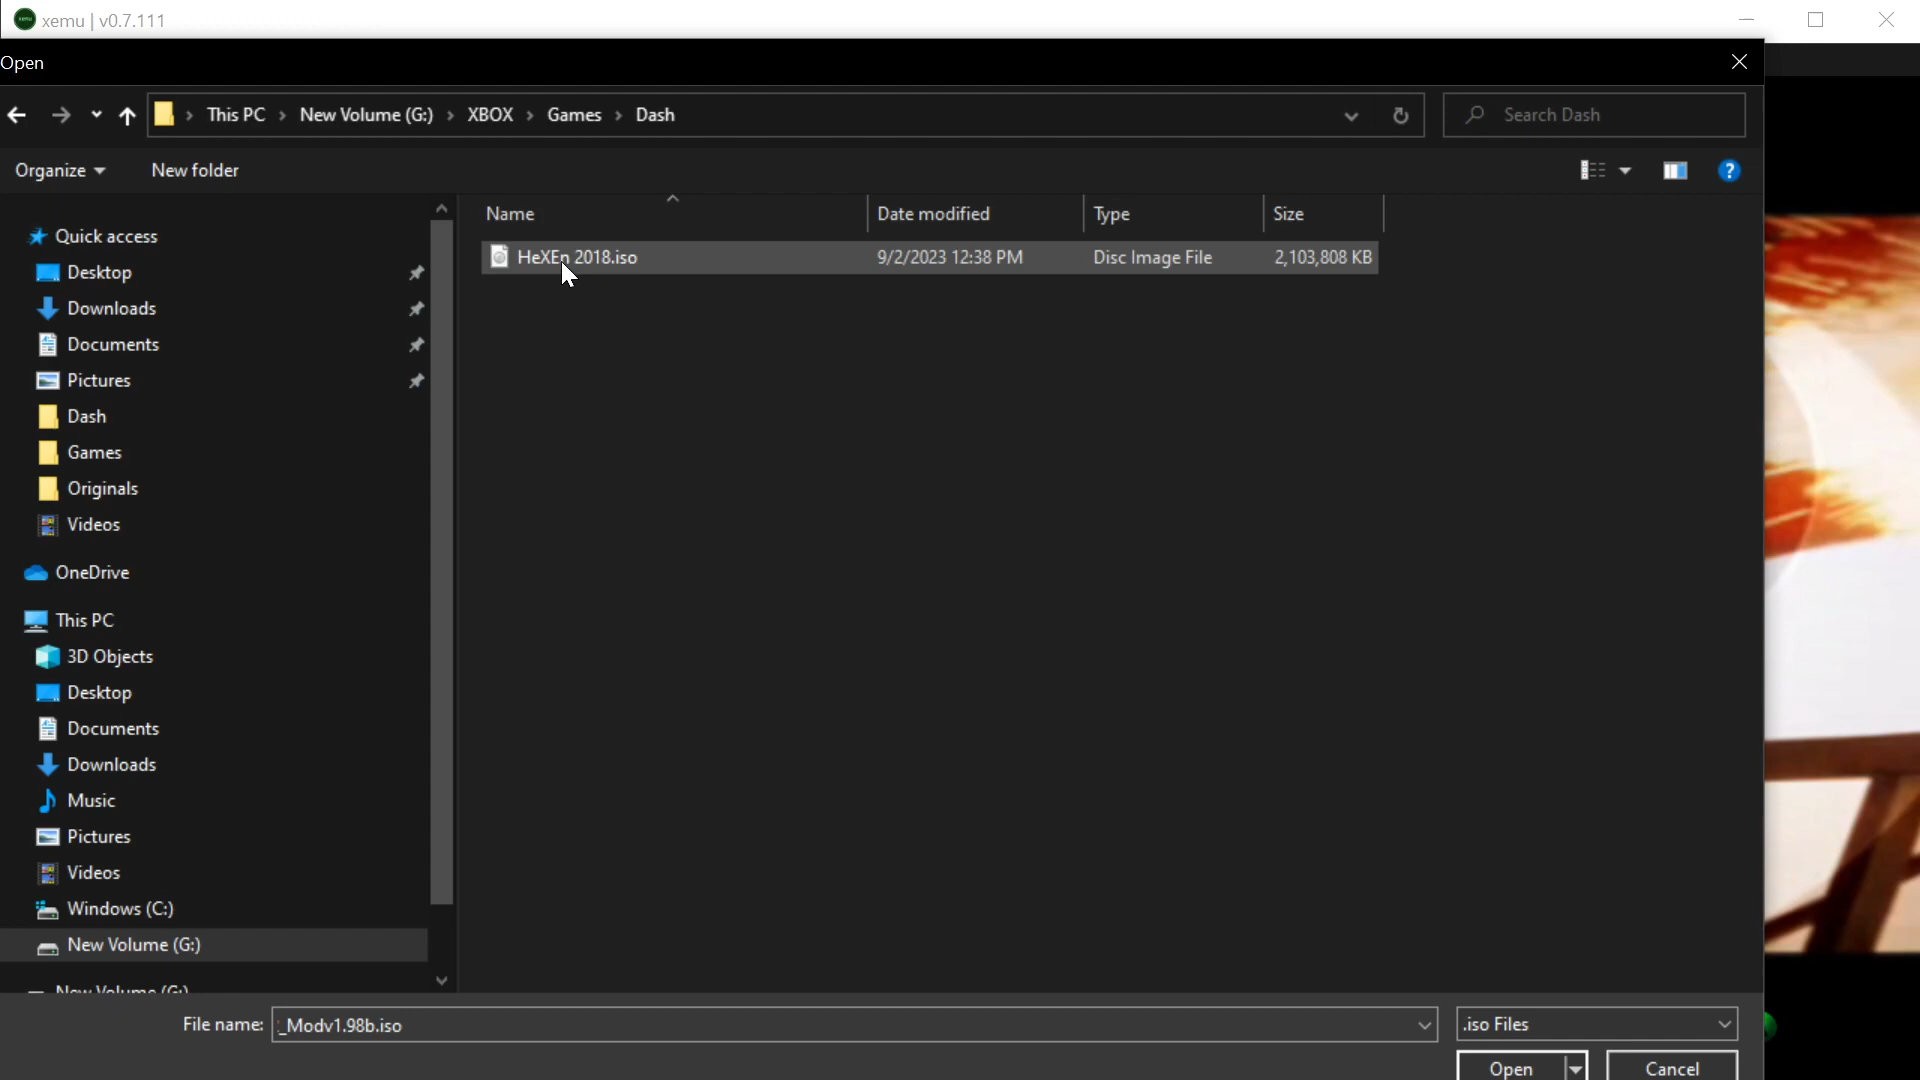 xemu | v0.7.111
Open
This PC > New Volume (G:) > XBOX > Games > Dash
Search Dash
Organize
New folder
?
Name
Date modified
Type
Size
HeXEn 2018.iso
9/2/2023 12:38 PM
Disc Image File
2,103,808 KB
Quick access
Desktop
Downloads
Documents
Pictures
Dash
Games
Originals
Videos
OneDrive
This PC
3D Objects
Desktop
Documents
Downloads
Music
Pictures
Videos
Windows (C:)
New Volume (G:)
New Volume (G:)
File name:
_Modv1.98b.iso
.iso Files
Open
Cancel